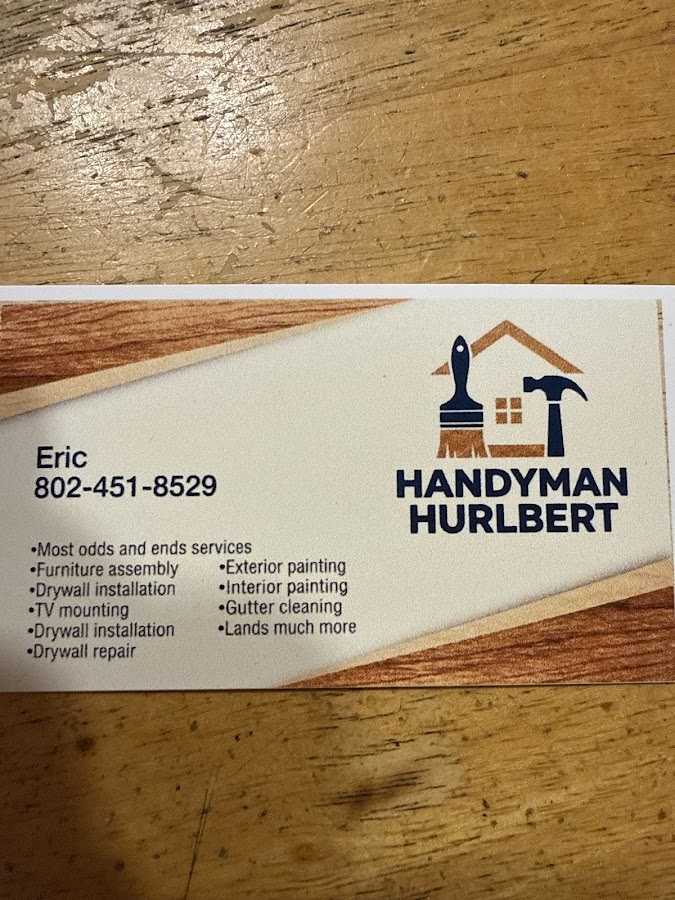 Eric
802-451-8529
HANDYMAN
HURLBERT
•Most odds and ends services
•Furniture assembly
•Drywall installation
•TV mounting
•Drywall installation
•Drywall repair
•Exterior painting
•Interior painting
•Gutter cleaning
•Lands much more